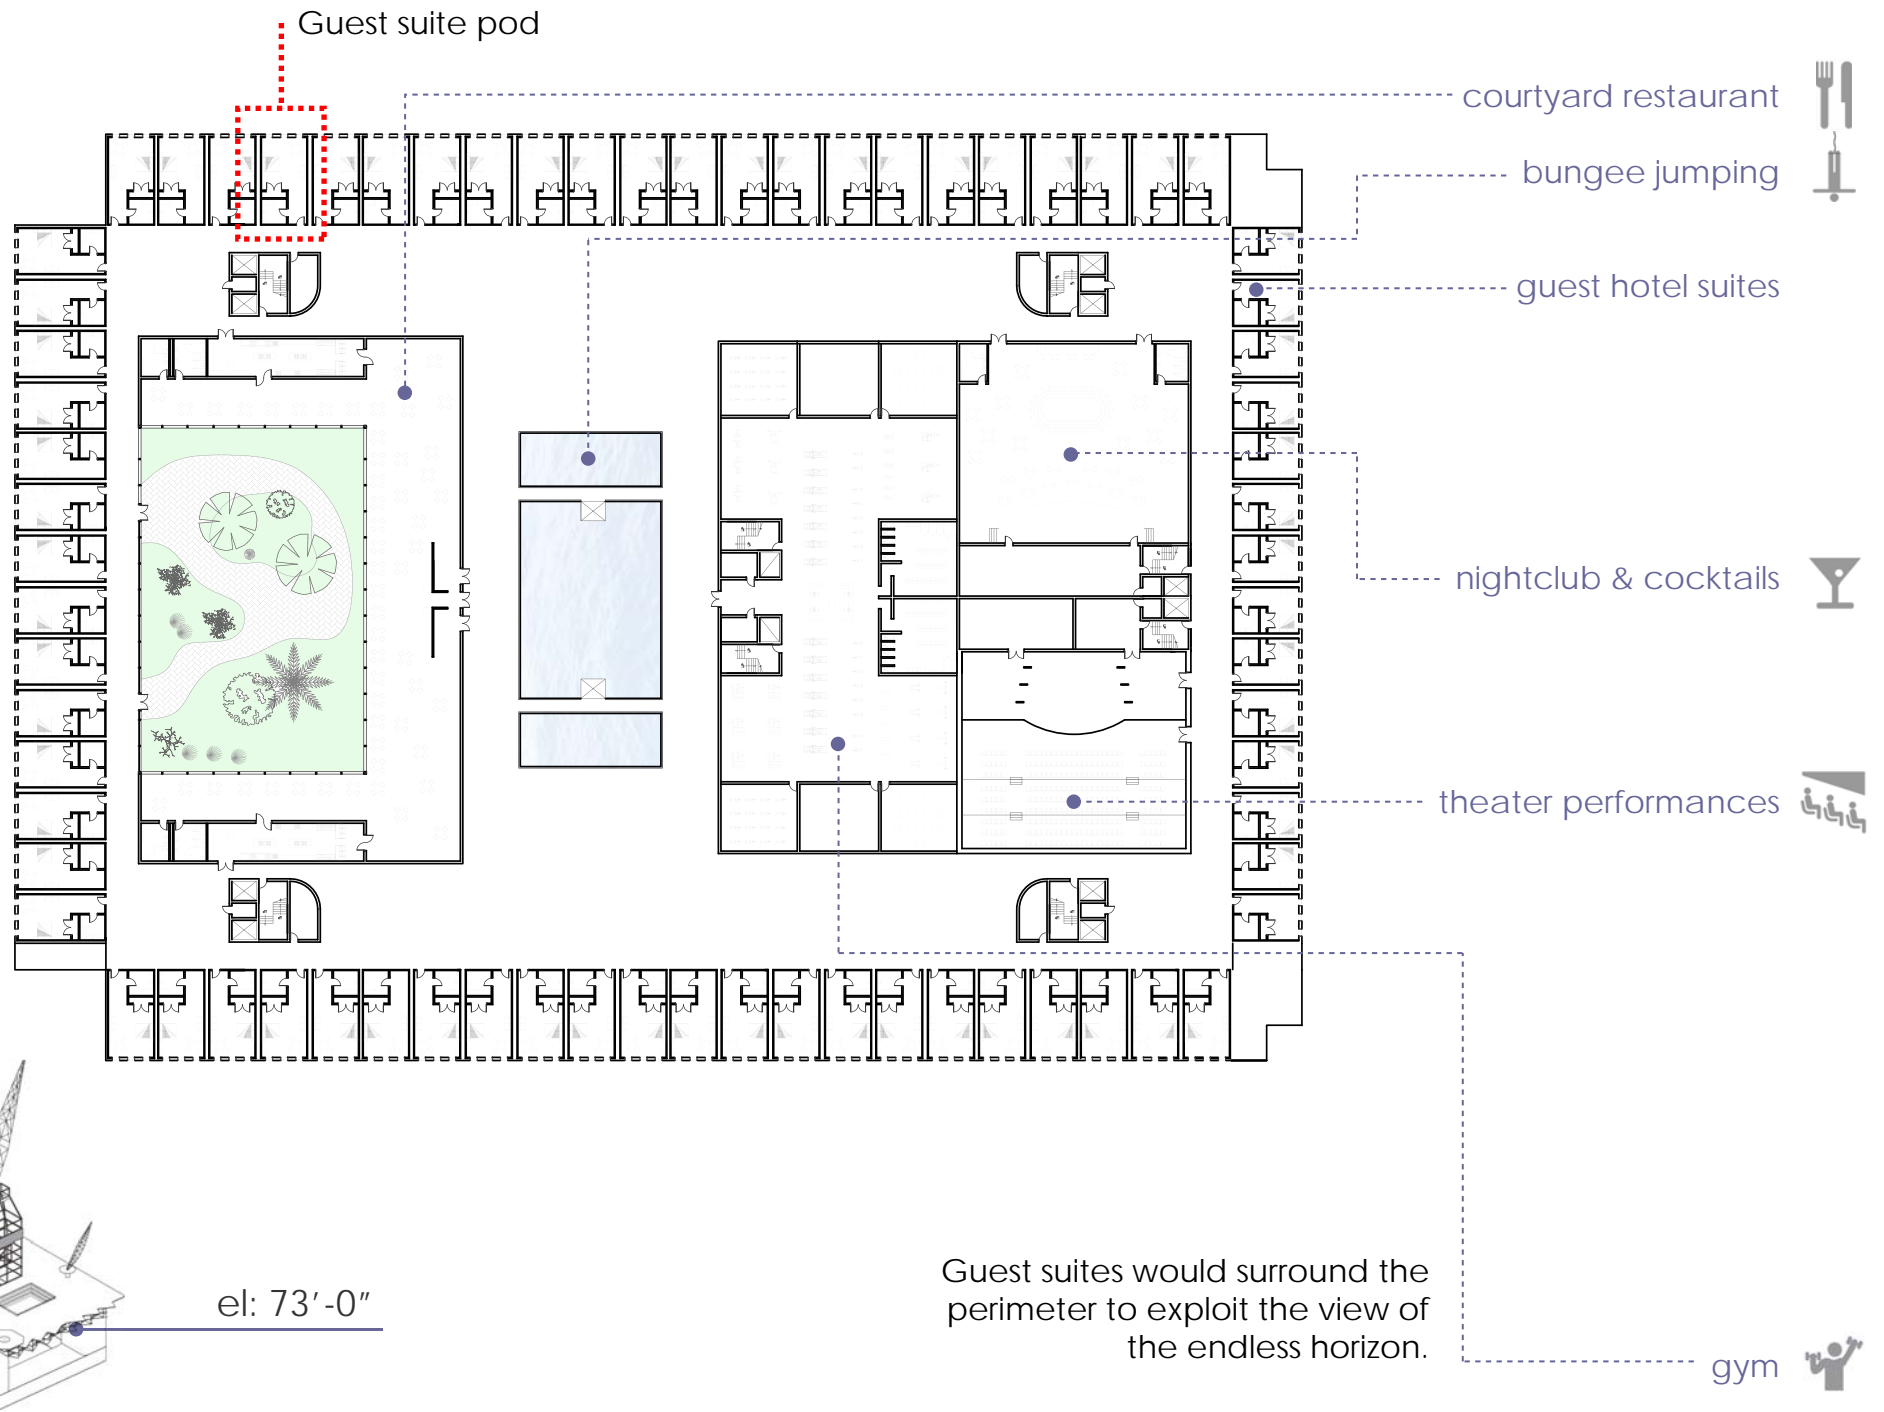 Guest suite pod
courtyard restaurant
bungee jumping
guest hotel suites
nightclub & cocktails
theater performances
Guest suites would surround the
perimeter to exploit the view of
the endless horizon.
el: 73’-0”
gym